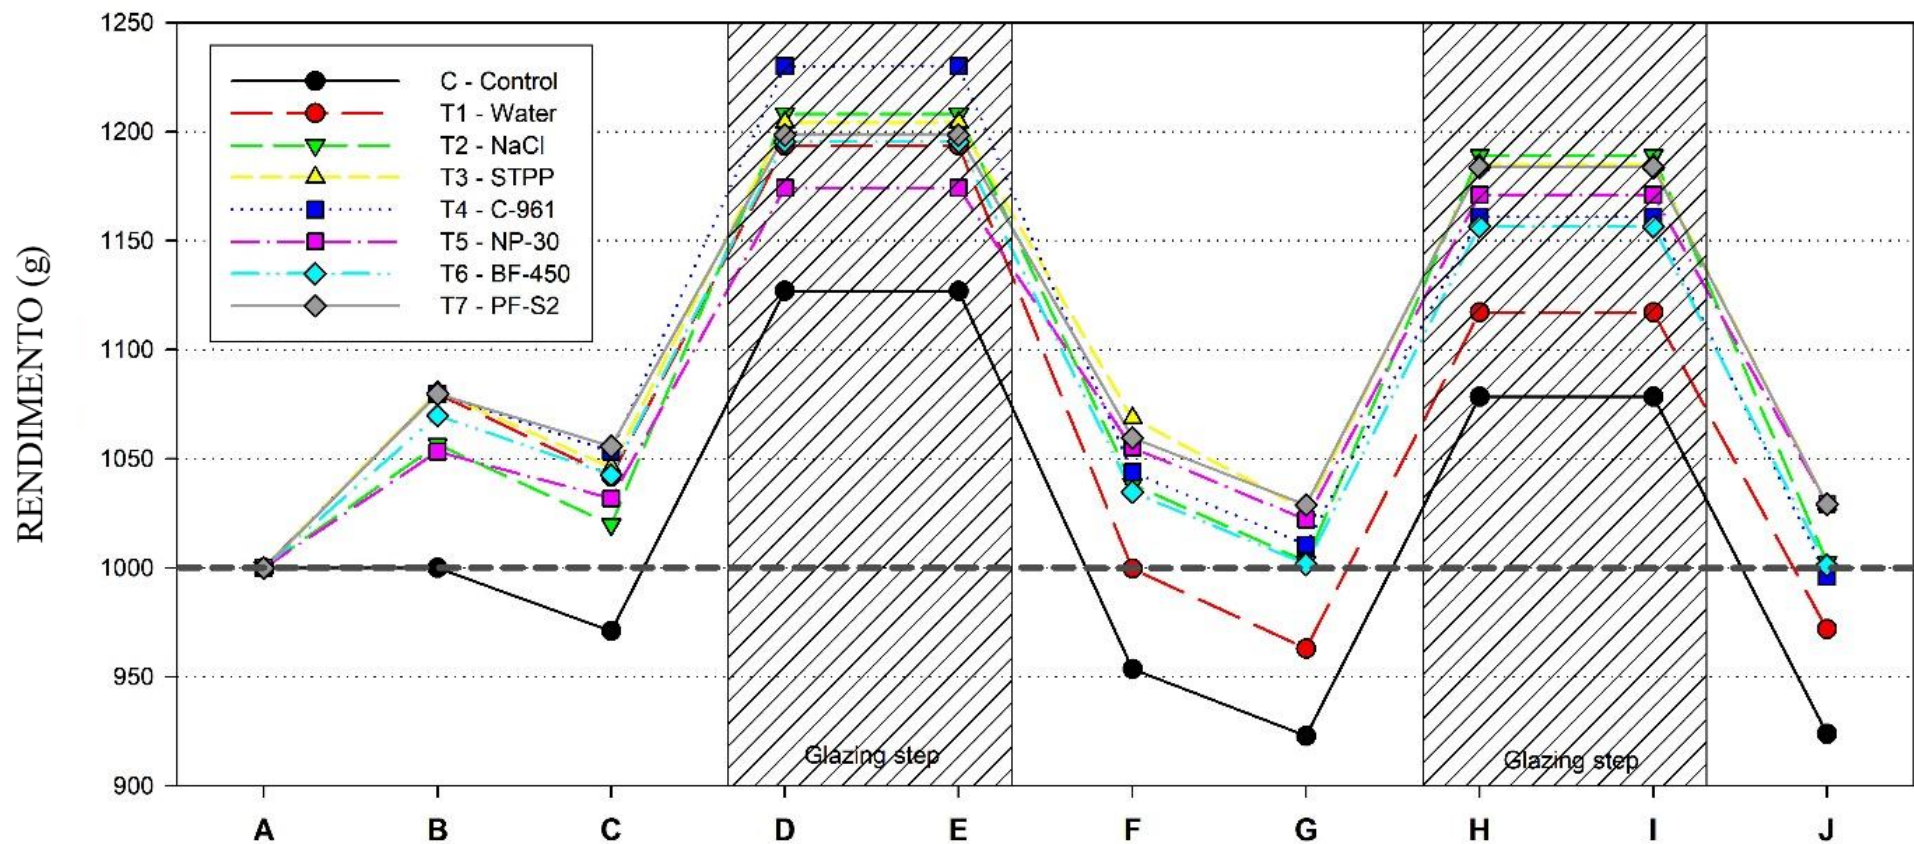 1250
1200
1150
1100
1050
1000
950
900
RENDIMENTO (g)
C - Control
T1 - Water
T2 - NaCl
T3 - STPP
T4 - C-961
T5 - NP-30
T6 - BF-450
T7 - PF-S2
Glazing step
Glazing step
A B C D E F G H I J